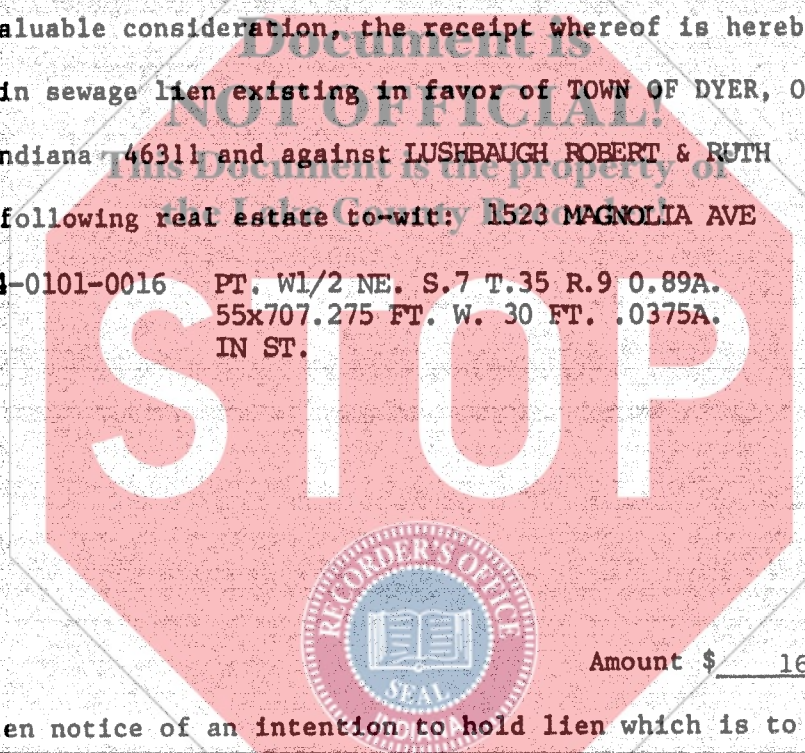 aluable consideration, the receipt whereof is hereb
Document is
in sewage lien existing in favor of TOWN OF DYER, O
NOT OFFICIAL!
ndiana 46311 and against LUSHBAUGH ROBERT & RUTH
This Document is the property of
the Lake County Recorder!
following real estate to-wit: 1523 MAGNOLIA AVE
-0101-0016 PT. W1/2 NE. S.7 T.35 R.9 0.89A.
55x707.275 FT. W. 30 FT. .0375A.
IN ST.
STOP
RECORDER'S OFFICE
SEAL
INDIANA
Amount $ 16
en notice of an intention to hold lien which is to